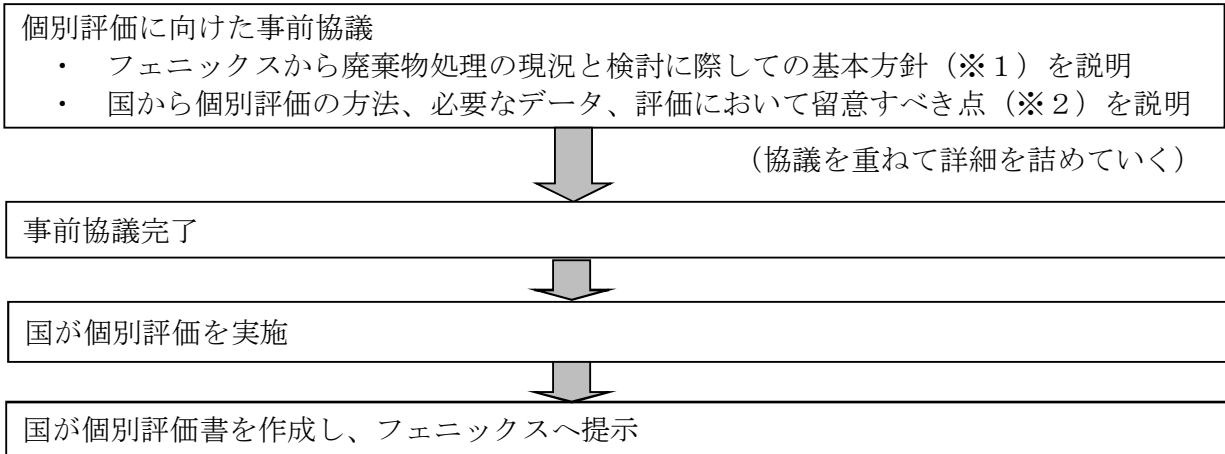 個別評価に向けた事前協議
・ フェニックスから廃棄物処理の現況と検討に際しての基本方針（※１）を説明
・ 国から個別評価の方法、必要なデータ、評価において留意すべき点（※２）を説明
（協議を重ねて詳細を詰めていく）
事前協議完了
国が個別評価を実施
国が個別評価書を作成し、フェニックスへ提示